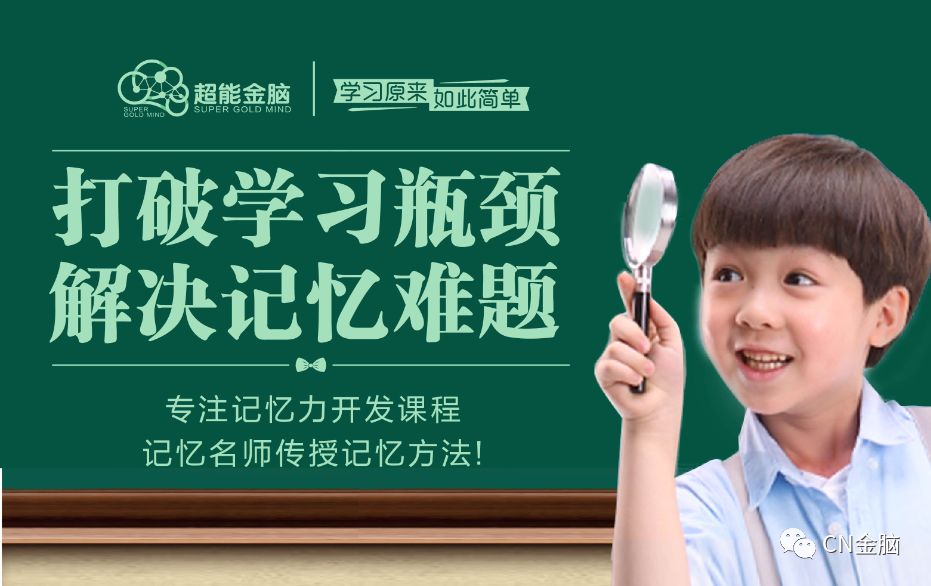 超能金脑
SUPER GOLD MIND
SUPER
GOLD MIND
学习原来
如此简单
打破学习瓶颈
解决记忆难题
专注记忆力开发课程
记忆名师传授记忆方法!
CN金脑